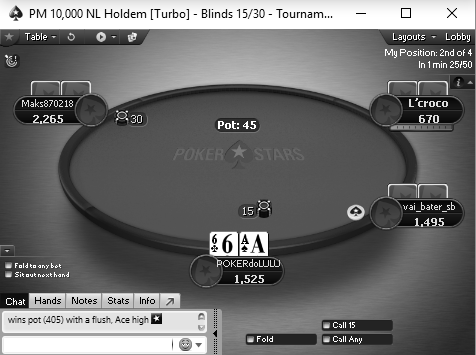 PM 10,000 NL Holdem [Turbo] - Blinds 15/30 - Tournam...
Table
Layouts
Lobby
My Position: 2nd of 4
In 1 min 25/50
Maks870218
2,265
30
Pot: 45
L'croco
670
POKER STARS
15
vai_bater_sb
1,495
6 6 A A
POKERdoLULU
1,525
Fold to any bet
Sit out next hand
Chat
Hands
Notes
Stats
Info
wins pot (405) with a flush, Ace high
Fold
Call 15
Call Any